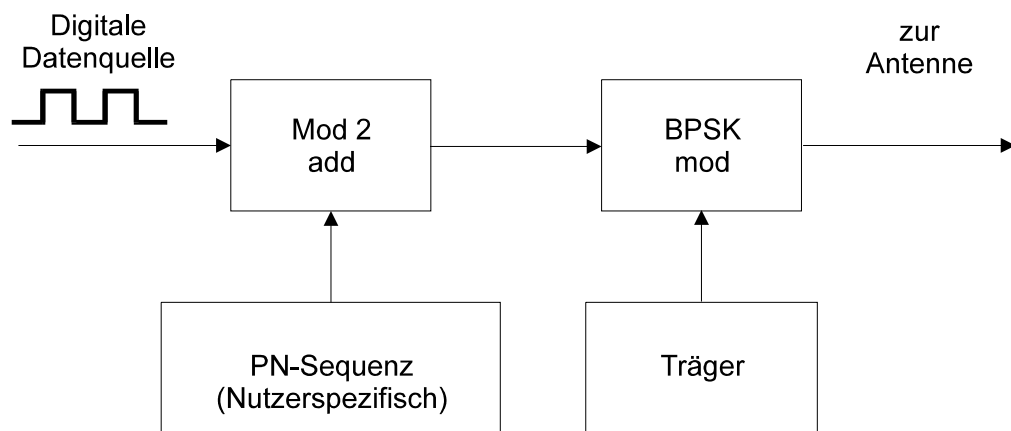 Digitale
Datenquelle
zur
Antenne
Mod 2
add
BPSK
mod
PN-Sequenz
(Nutzerspezifisch)
Träger